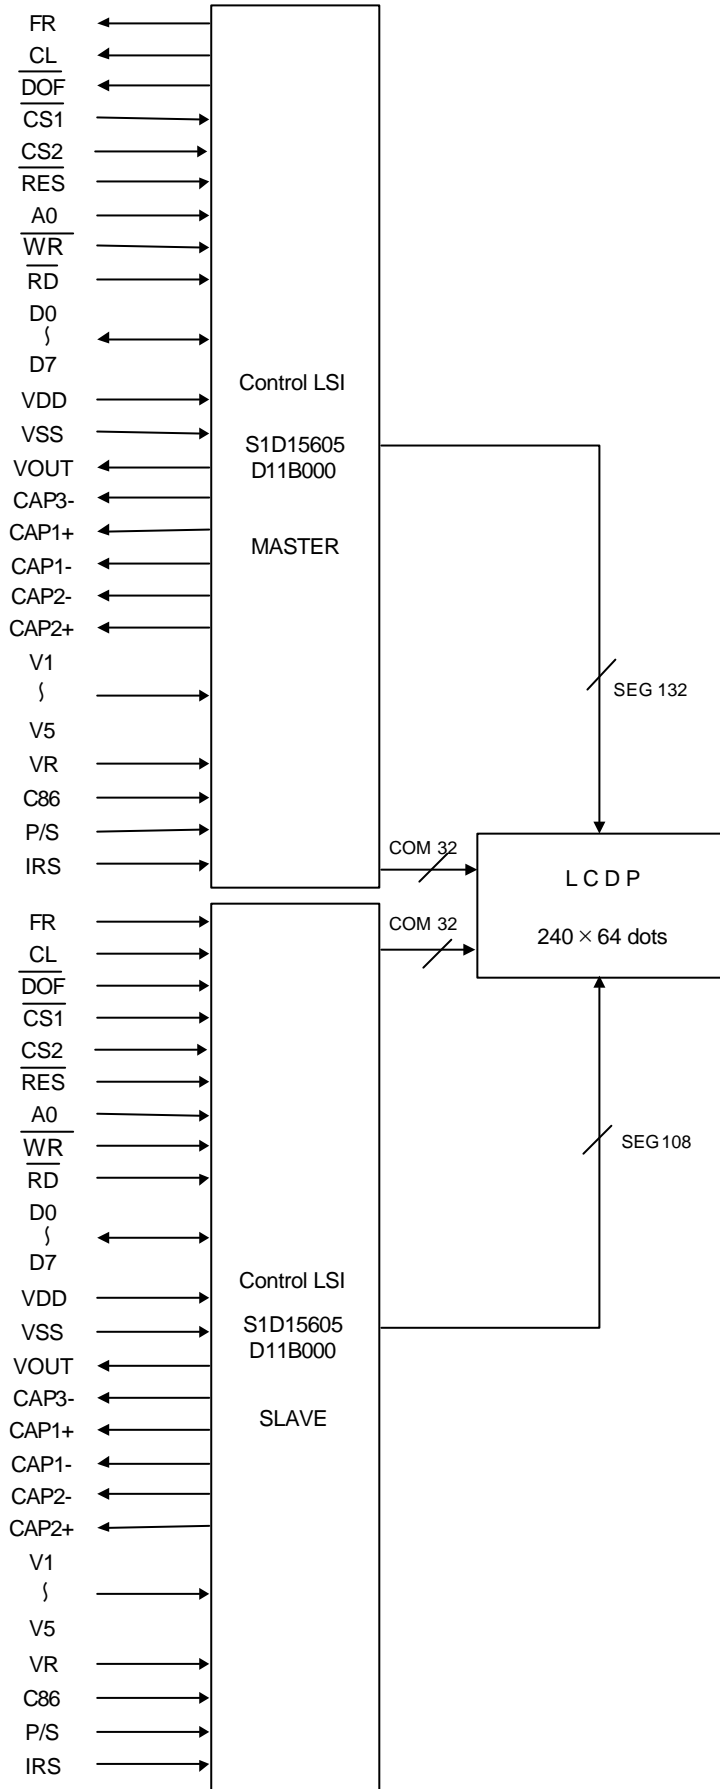 FR
CL
DOF
CS1
CS2
RES
A0
WR
RD
D0
~
D7
VDD
VSS
VOUT
CAP3-
CAP1+
CAP1-
CAP2-
CAP2+
V1
~
V5
VR
C86
P/S
IRS
Control LSI
S1D15605
D11B000
MASTER
SEG 132
COM 32
LCDP
240 × 64 dots
FR
CL
DOF
CS1
CS2
RES
A0
WR
RD
D0
~
D7
VDD
VSS
VOUT
CAP3-
CAP1+
CAP1-
CAP2-
CAP2+
V1
~
V5
VR
C86
P/S
IRS
Control LSI
S1D15605
D11B000
SLAVE
COM 32
SEG 108